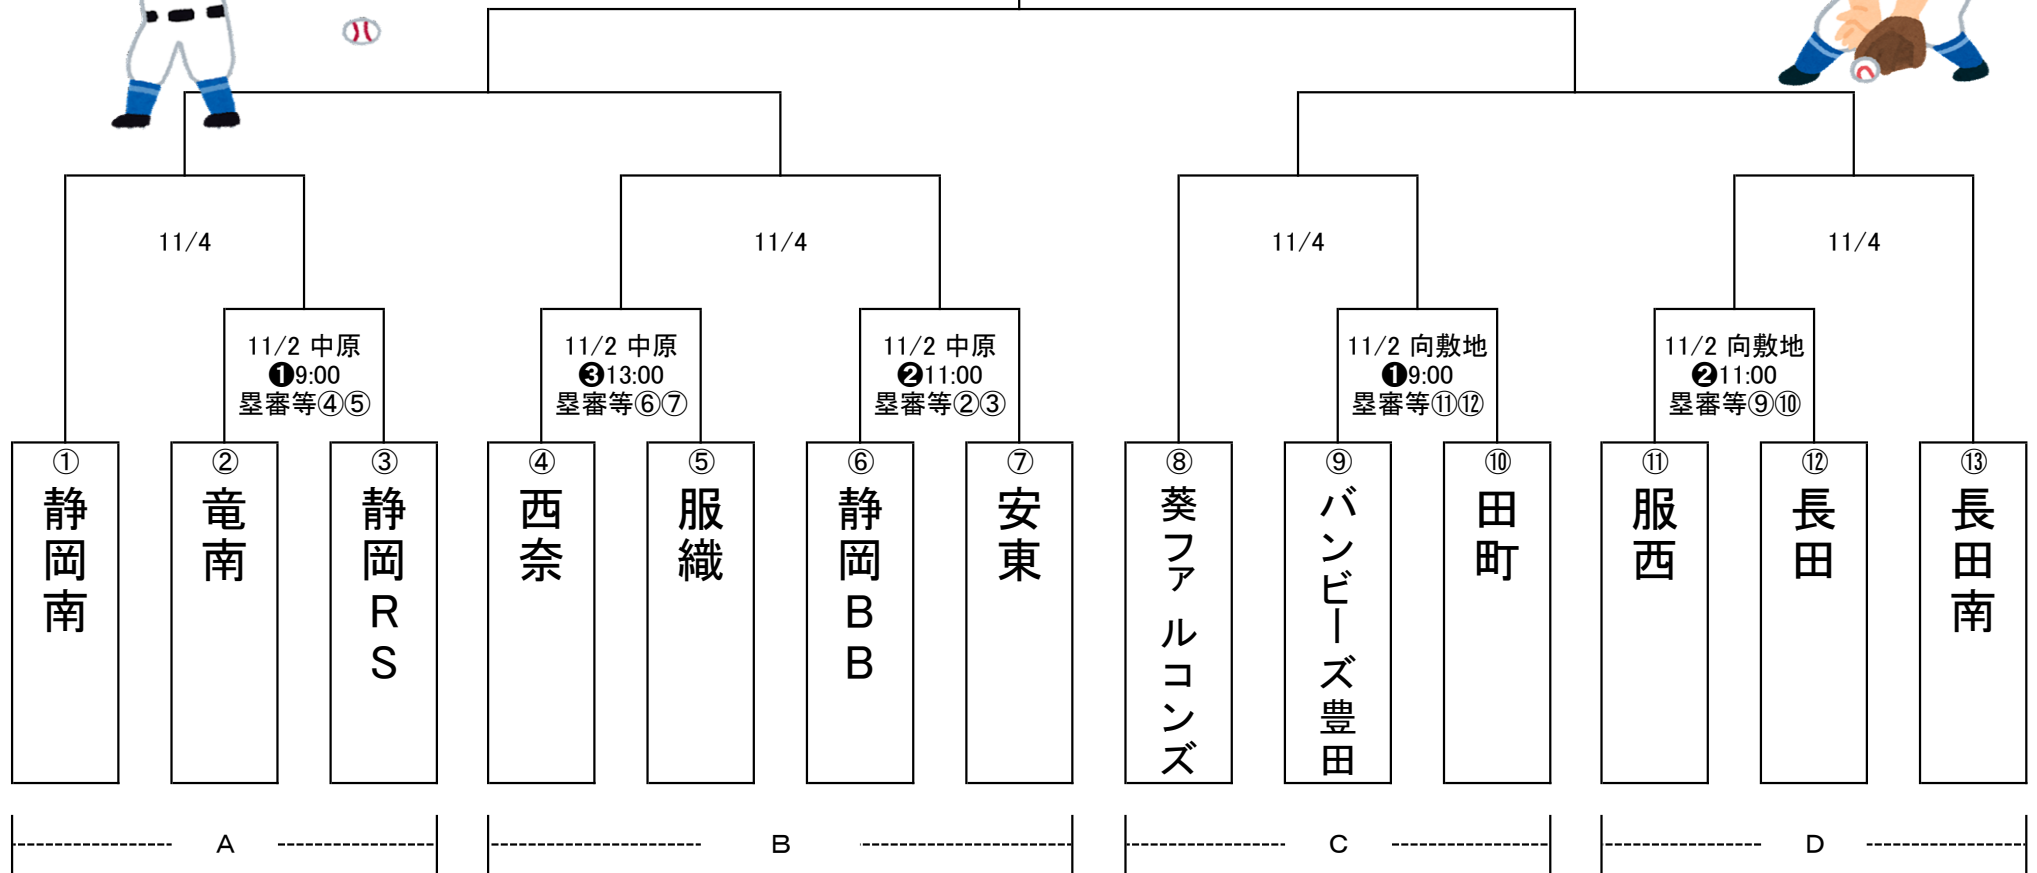 11/4
11/4
11/4
11/4
11/2 中原
❶9:00
塁審等④⑤
11/2 中原
❸13:00
塁審等⑥⑦
11/2 中原
❷11:00
塁審等②③
11/2 向敷地
❶9:00
塁審等⑪⑫
11/2 向敷地
❷11:00
塁審等⑨⑩
①
静岡南
②
竜南
③
静岡RS
④
西奈
⑤
服織
⑥
静岡BB
⑦
安東
⑧
葵ファルコンズ
⑨
バンビーズ豊田
⑩
田町
⑪
服西
⑫
長田
⑬
長田南
A
B
C
D